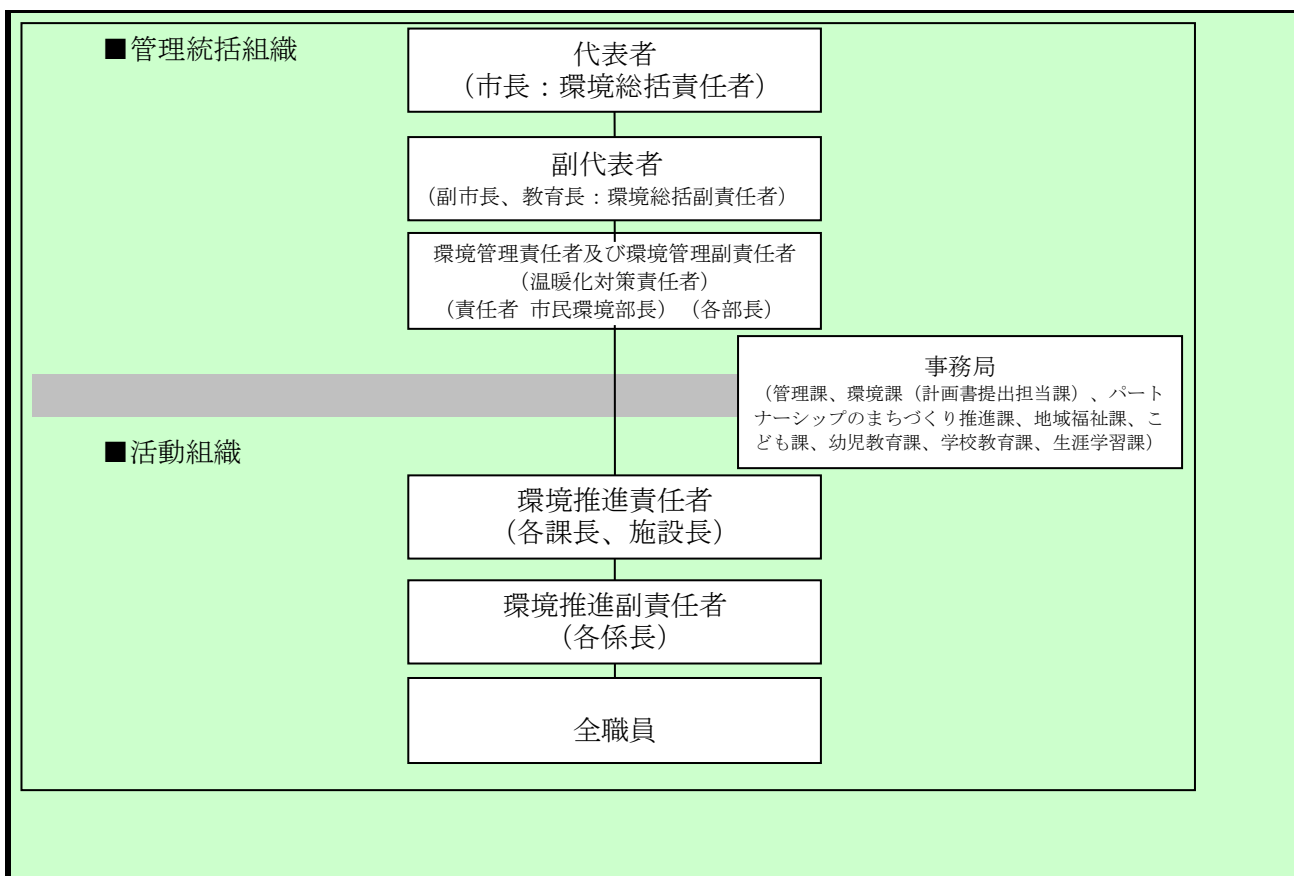 ■管理統括組織
代表者
（市長：環境総括責任者）
副代表者
（副市長、教育長：環境総括副責任者）
環境管理責任者及び環境管理副責任者
（温暖化対策責任者）
（責任者 市民環境部長）（各部長）
事務局
（管理課、環境課（計画書提出担当課）、パート
ナーシップのまちづくり推進課、地域福祉課、こ
ども課、幼児教育課、学校教育課、生涯学習課）
■活動組織
環境推進責任者
（各課長、施設長）
環境推進副責任者
（各係長）
全職員